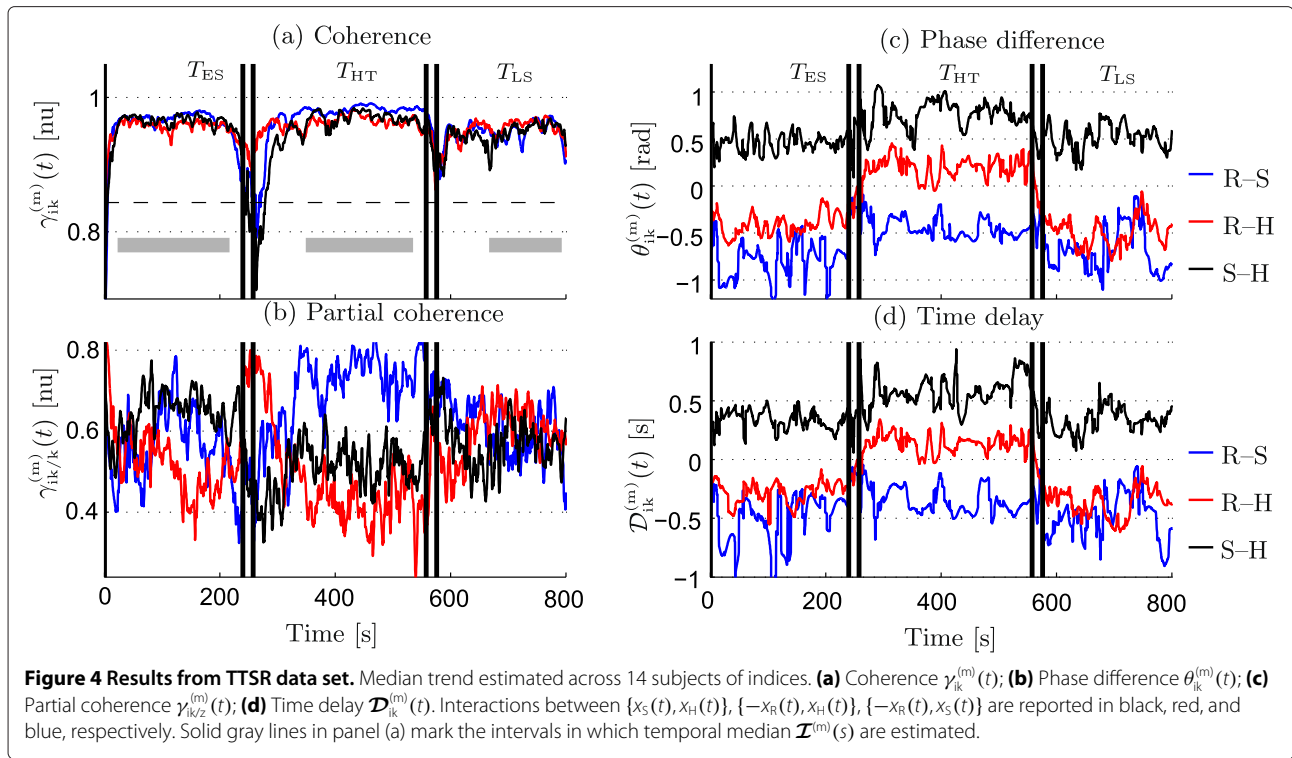 (a) Coherence
T_ES T_HT T_LS
1
0.8
γ_ik^(m)(t) [nu]
(b) Partial coherence
0.8
0.6
0.4
γ_ik/k^(m)(t) [nu]
0 200 400 600 800
Time [s]
(c) Phase difference
T_ES T_HT T_LS
1
0.5
0
−0.5
−1
θ_ik^(m)(t) [rad]
R–S
R–H
S–H
(d) Time delay
1
0.5
0
−0.5
−1
𝒟_ik^(m)(t) [s]
R–S
R–H
S–H
0 200 400 600 800
Time [s]
Figure 4 Results from TTSR data set. Median trend estimated across 14 subjects of indices. (a) Coherence γ_ik^(m)(t); (b) Phase difference θ_ik^(m)(t); (c)
Partial coherence γ_ik/z^(m)(t); (d) Time delay 𝓓_ik^(m)(t). Interactions between {x_S(t), x_H(t)}, {−x_R(t), x_H(t)}, {−x_R(t), x_S(t)} are reported in black, red, and
blue, respectively. Solid gray lines in panel (a) mark the intervals in which temporal median 𝓘^(m)(s) are estimated.